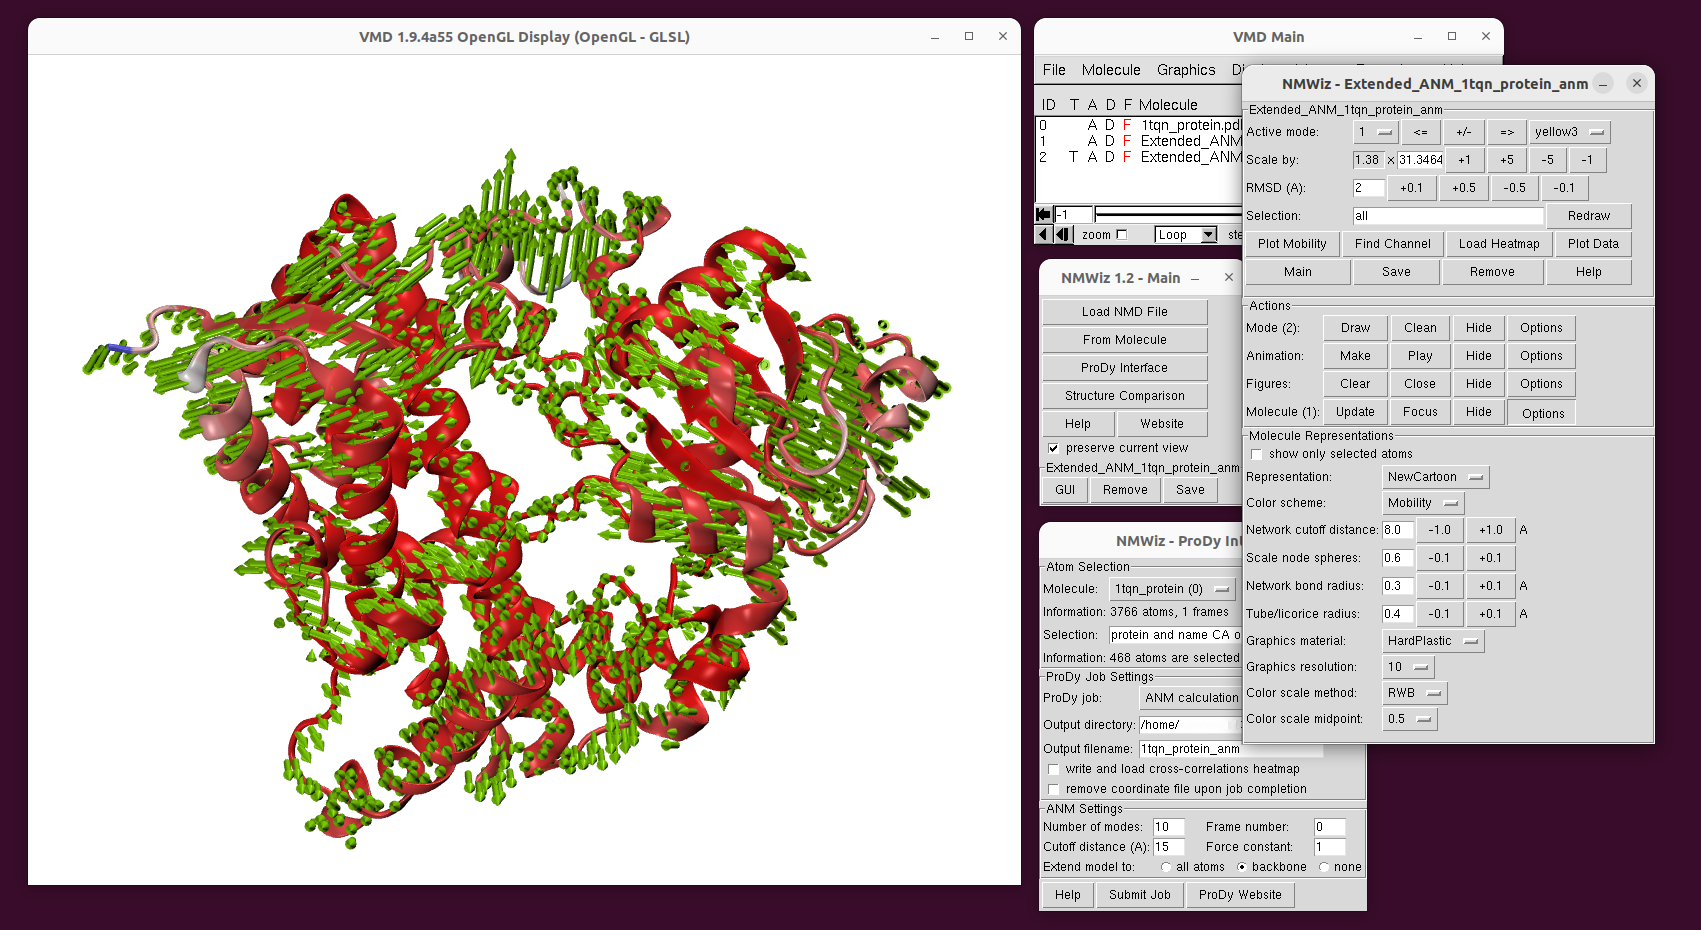 VMD 1.9.4a55 OpenGL Display (OpenGL - GLSL)
VMD Main
File Molecule Graphics
ID T A D F Molecule
0 A D F 1tqn_protein.pd
1 A D F Extended_ANM
2 T A D F Extended_ANM
-1
zoom Loop
NMWiz 1.2 - Main
Load NMD File
From Molecule
ProDy Interface
Structure Comparison
Help Website
preserve current view
Extended_ANM_1tqn_protein_anm
GUI Remove Save
NMWiz - ProDy Int
Atom Selection
Molecule: 1tqn_protein (0)
Information: 3766 atoms, 1 frames
Selection: protein and name CA o
Information: 468 atoms are selected
ProDy Job Settings
ProDy job: ANM calculation
Output directory: /home/
Output filename: 1tqn_protein_anm
write and load cross-correlations heatmap
remove coordinate file upon job completion
ANM Settings
Number of modes: 10 Frame number: 0
Cutoff distance (A): 15 Force constant: 1
Extend model to: all atoms backbone none
Help Submit Job ProDy Website
NMWiz - Extended_ANM_1tqn_protein_anm
Extended_ANM_1tqn_protein_anm
Active mode: 1 <= +/- => yellow3
Scale by: 1.38 x 31.3464 +1 +5 -5 -1
RMSD (A): 2 +0.1 +0.5 -0.5 -0.1
Selection: all Redraw
Plot Mobility Find Channel Load Heatmap Plot Data
Main Save Remove Help
Actions
Mode (2): Draw Clean Hide Options
Animation: Make Play Hide Options
Figures: Clear Close Hide Options
Molecule (1): Update Focus Hide Options
Molecule Representations
show only selected atoms
Representation: NewCartoon
Color scheme: Mobility
Network cutoff distance: 8.0 -1.0 +1.0 A
Scale node spheres: 0.6 -0.1 +0.1
Network bond radius: 0.3 -0.1 +0.1 A
Tube/licorice radius: 0.4 -0.1 +0.1 A
Graphics material: HardPlastic
Graphics resolution: 10
Color scale method: RWB
Color scale midpoint: 0.5